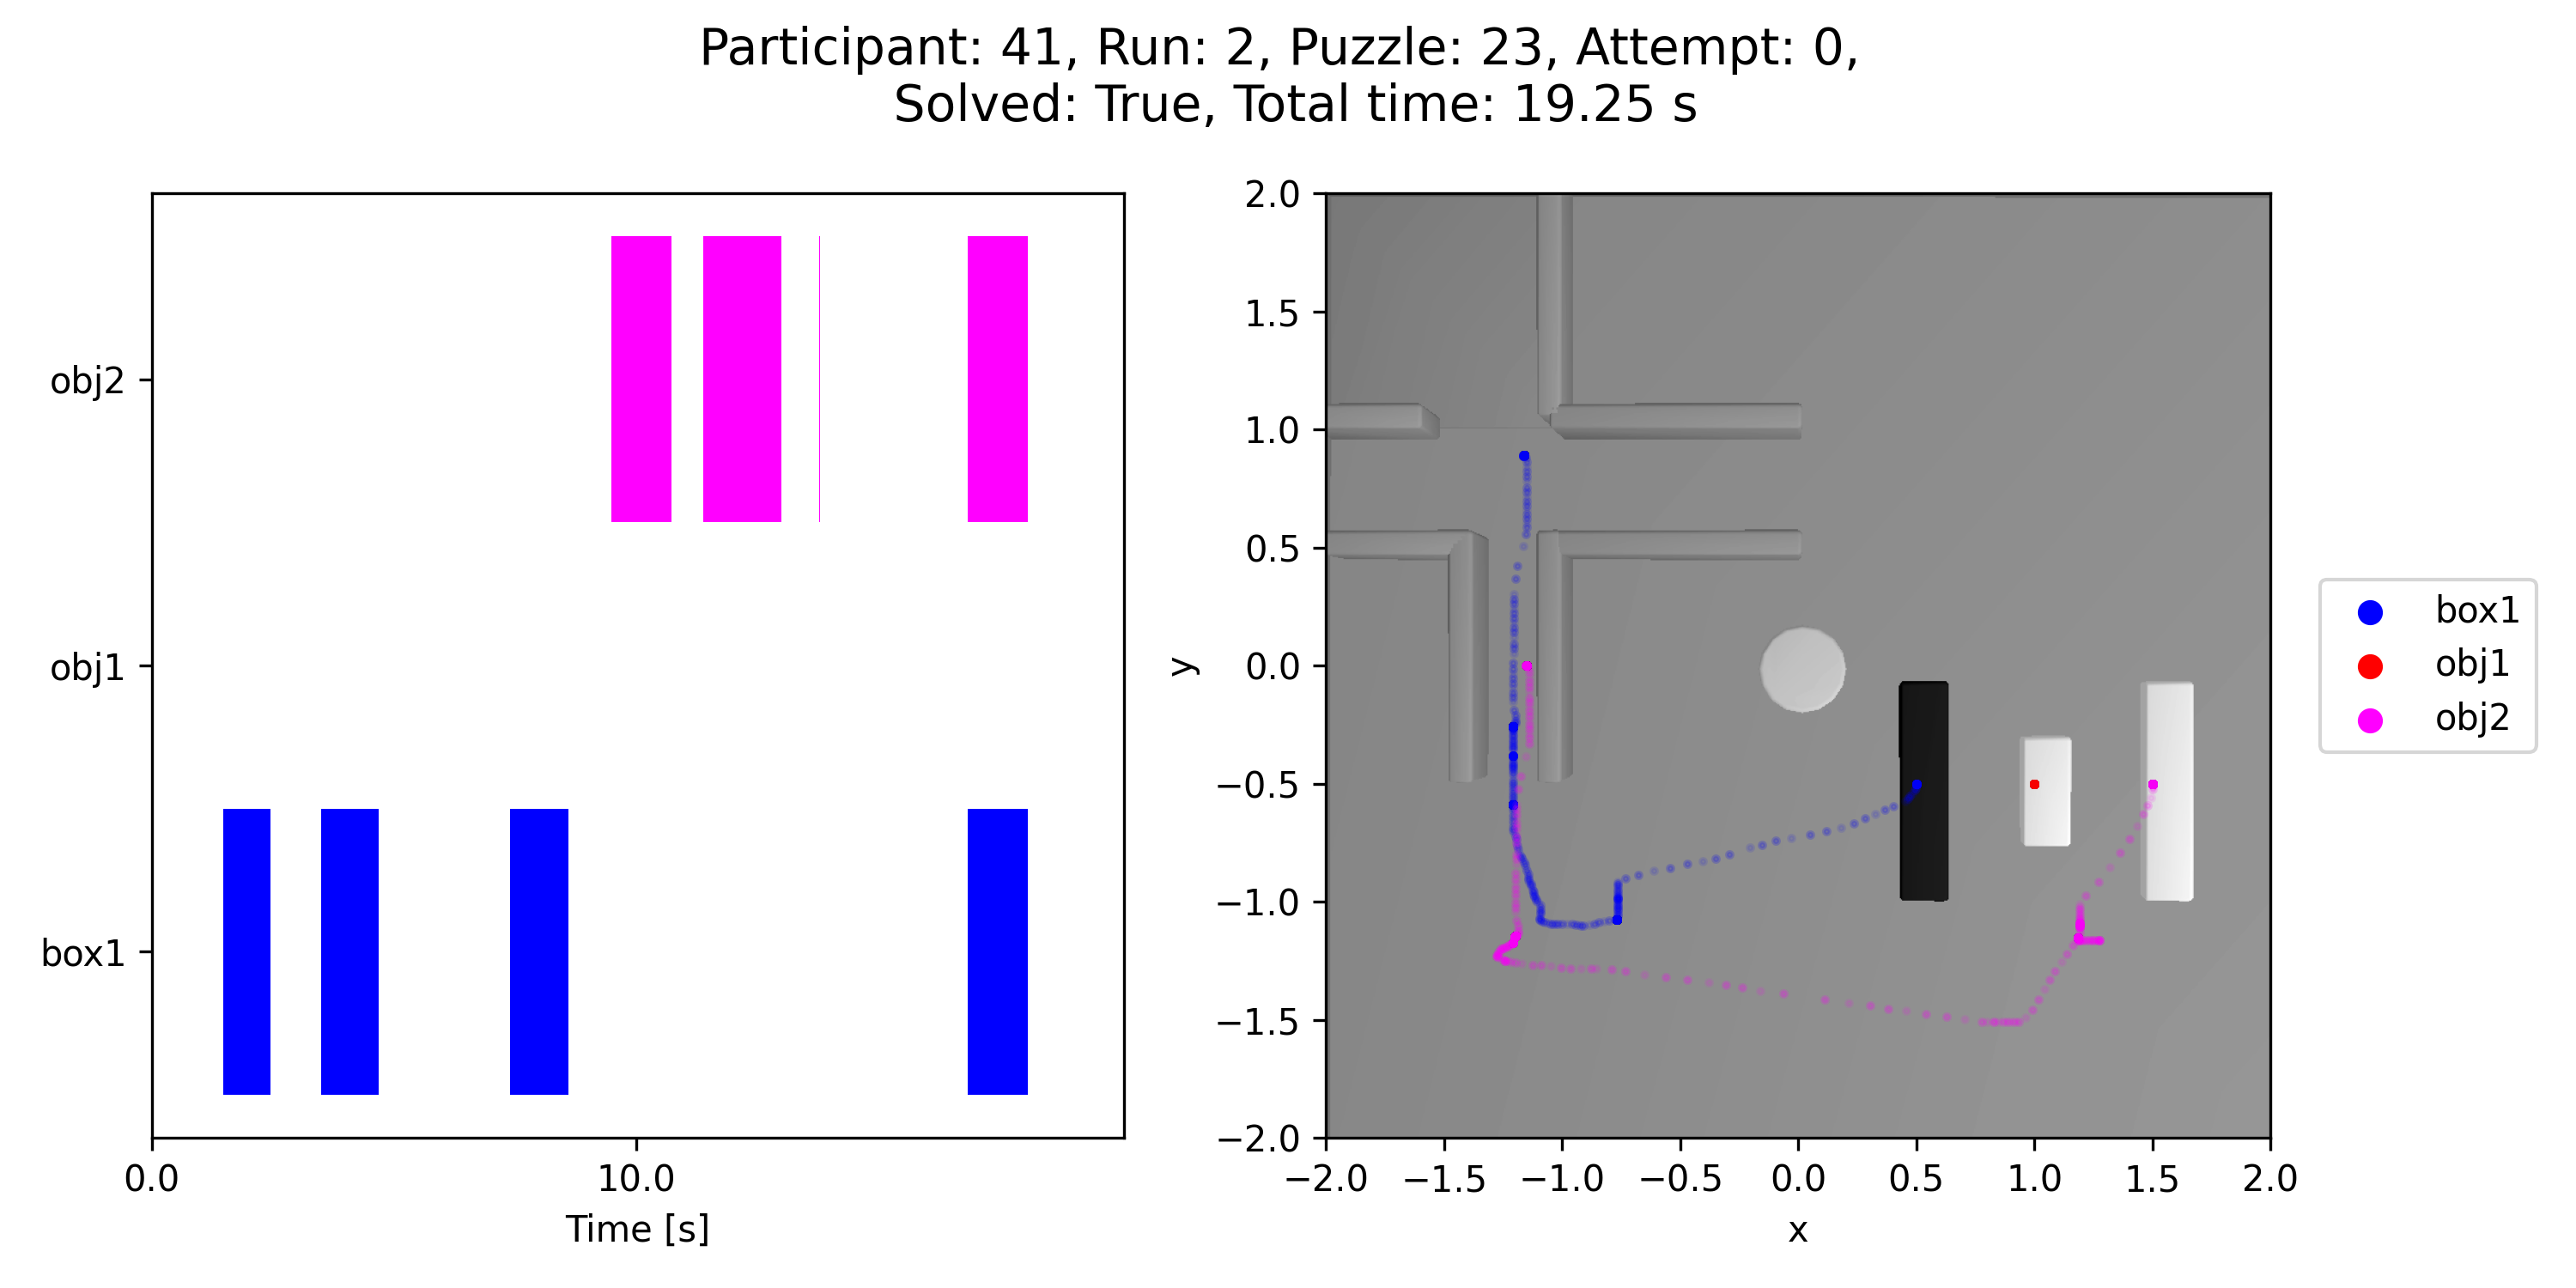 Participant: 41, Run: 2, Puzzle: 23, Attempt: 0,
Solved: True, Total time: 19.25 s
obj2
obj1
box1
0.0
10.0
Time [s]
2.0
1.5
1.0
0.5
0.0
−0.5
−1.0
−1.5
−2.0
y
−2.0 −1.5 −1.0 −0.5 0.0 0.5 1.0 1.5 2.0
x
box1
obj1
obj2